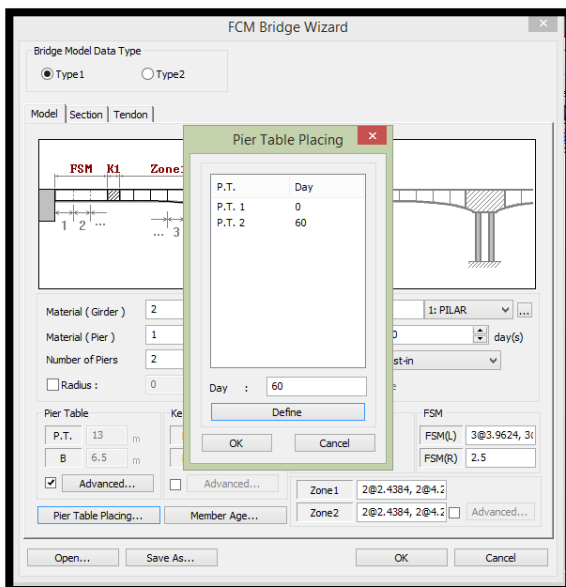 FCM Bridge Wizard
Bridge Model Data Type
Type1 Type2
Model Section Tendon
FSM K1 Zone1
1 2 ...
... 3
Pier Table Placing
P.T. Day
P.T. 1 0
P.T. 2 60
Day : 60
Define
OK Cancel
Material ( Girder ) 2
1: PILAR ...
Material ( Pier ) 1
day(s)
Number of Piers 2
st-in
Radius : 0
Pier Table
P.T. 13 m
B 6.5 m
Advanced...
Ke
Advanced...
FSM
FSM(L) 3@3.9624, 3(
FSM(R) 2.5
Zone1 2@2.4384, 2@4.2
Zone2 2@2.4384, 2@4.2 Advanced...
Pier Table Placing... Member Age...
Open... Save As... OK Cancel